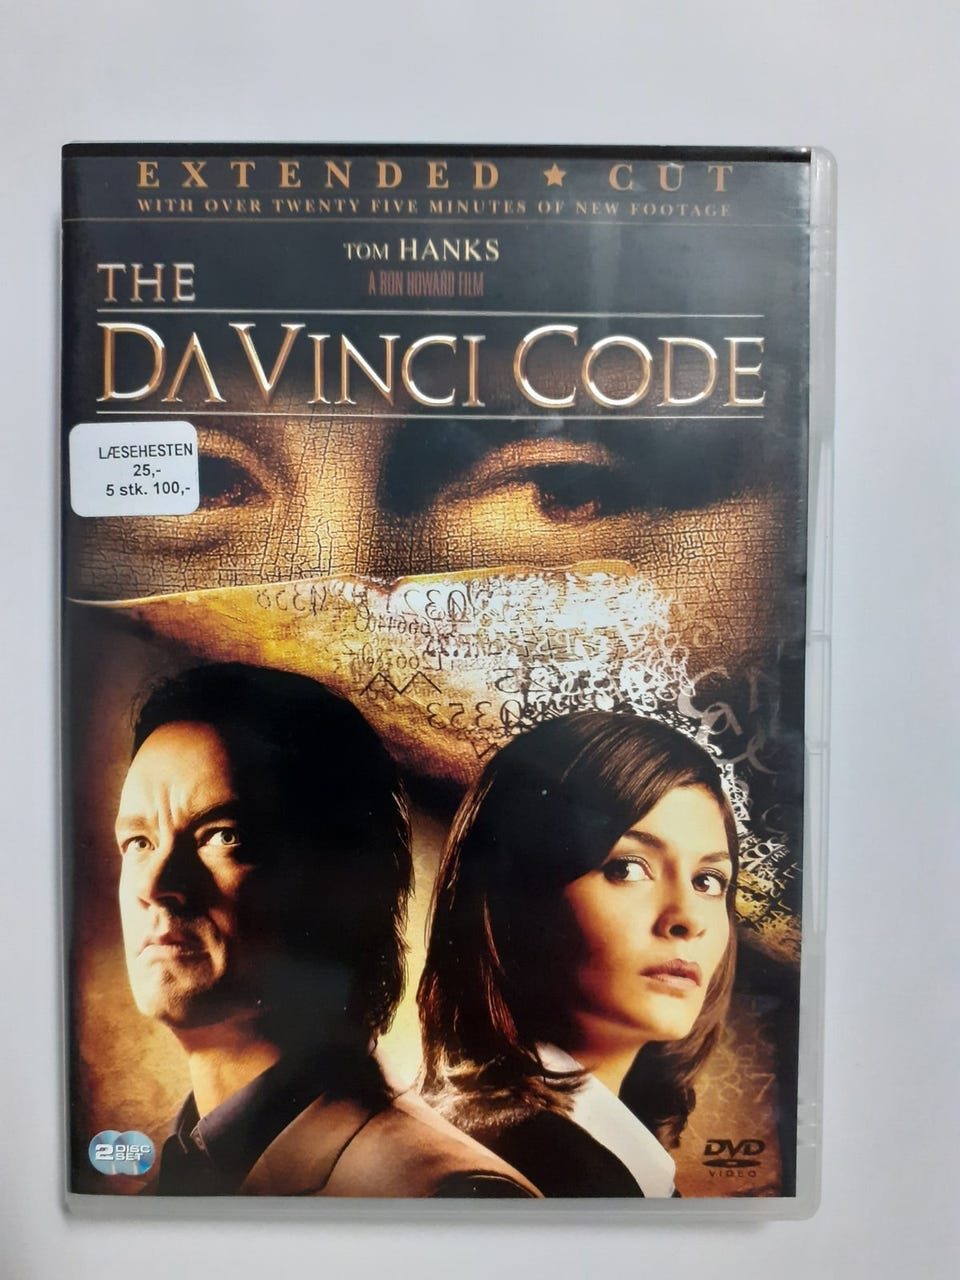 EXTENDED ★ CUT
WITH OVER TWENTY FIVE MINUTES OF NEW FOOTAGE
TOM HANKS
A RON HOWARD FILM
THE
DA VINCI CODE
LÆSEHESTEN
25,-
5 stk. 100,-
2 DISC
SET
DVD
VIDEO